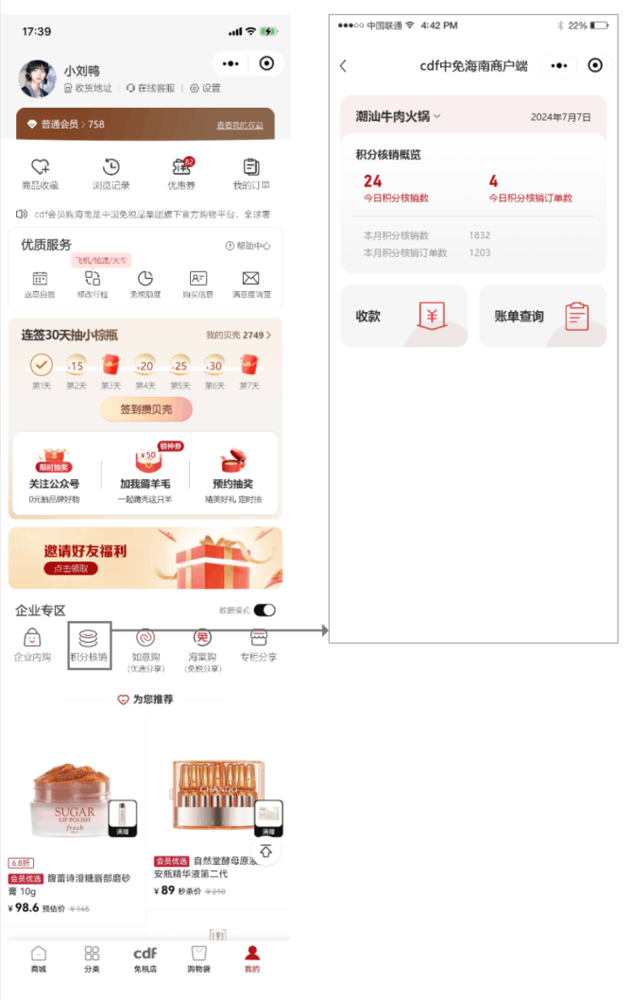 17:39
小刘鸭
收货地址 | 在线客服 | 设置
普通会员 > 758
查看我的权益
商品收藏
浏览记录
82
优惠券
我的订单
cdf会员购海南是中国免税品集团旗下官方购物平台，全球奢
优质服务
帮助中心
飞机/轮渡/火车
返岛自提
修改行程
免税额度
购买信息
满意度调查
连签30天抽小棕瓶
我的贝壳 2749 >
15
20
25
30
第1天
第2天
第3天
第4天
第5天
第6天
第7天
签到攒贝壳
限时抽奖
关注公众号
0元抽品牌好物
领神券
¥50
加我薅羊毛
一起薅秃这只羊
预约抽奖
精美好礼 定时抽
邀请好友福利
点击领取
企业专区
数据模式
企业内购
积分核销
如意购
(优选分享)
免
海棠购
(免税分享)
专柜分享
为您推荐
SUGAR
LIP POLISH
fresh
满赠
6.8折
会员优选 馥蕾诗澄糖唇部磨砂
膏 10g
¥98.6 预估价 ¥145
CHANDO
满赠
会员优选 自然堂酵母原液
安瓶精华液第二代
¥89 秒杀价 ¥210
商城
分类
cdf
免税店
购物袋
我的
中国联通 4:42 PM
22%
cdf中免海南商户端
潮汕牛肉火锅
2024年7月7日
积分核销概览
24
今日积分核销数
4
今日积分核销订单数
本月积分核销数 1832
本月积分核销订单数 1203
收款
¥
账单查询